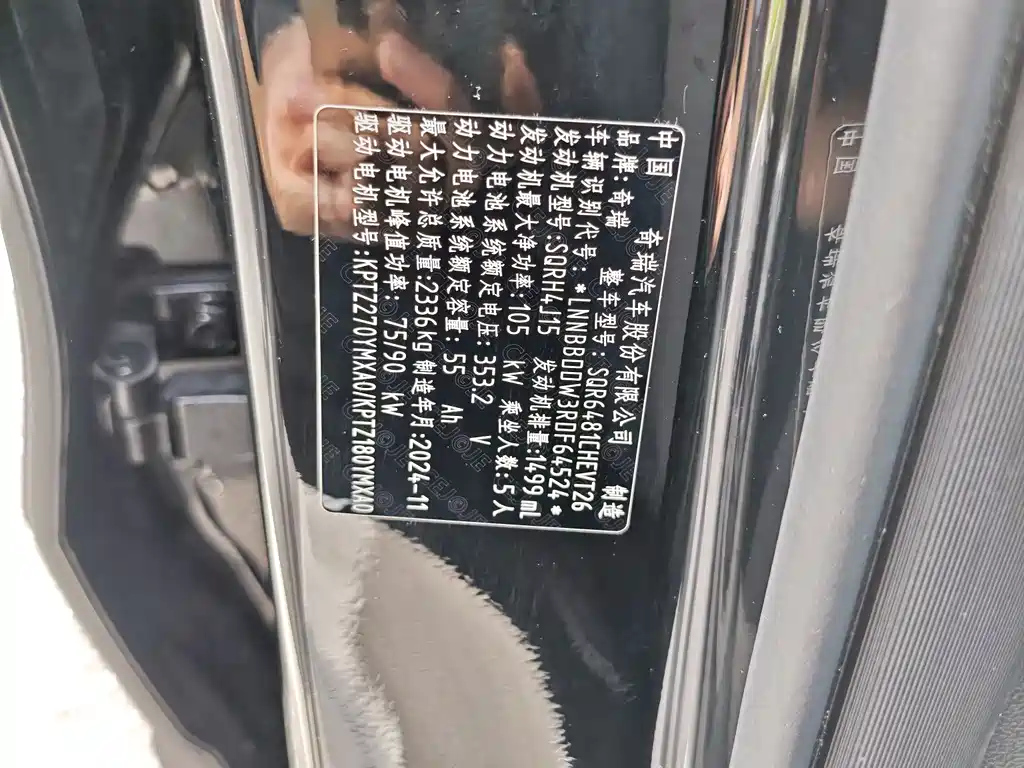 中国 奇瑞汽车股份有限公司 制造
品牌:奇瑞 整车型号:SQR6481CHEVT26
车辆识别代号:*LNNBBDDW3RDF64524*
发动机型号:SQRH4J15 发动机排量:1499ml
发动机最大净功率:105 kW 乘坐人数:5人
动力电池系统额定电压:353.2 V
动力电池系统额定容量:55 Ah
最大允许总质量:2336kg 制造年月:2024-11
驱动电机峰值功率: 75/90 kW
驱动电机型号:KPTZ270YMXA0/KPTZ180YMXA0